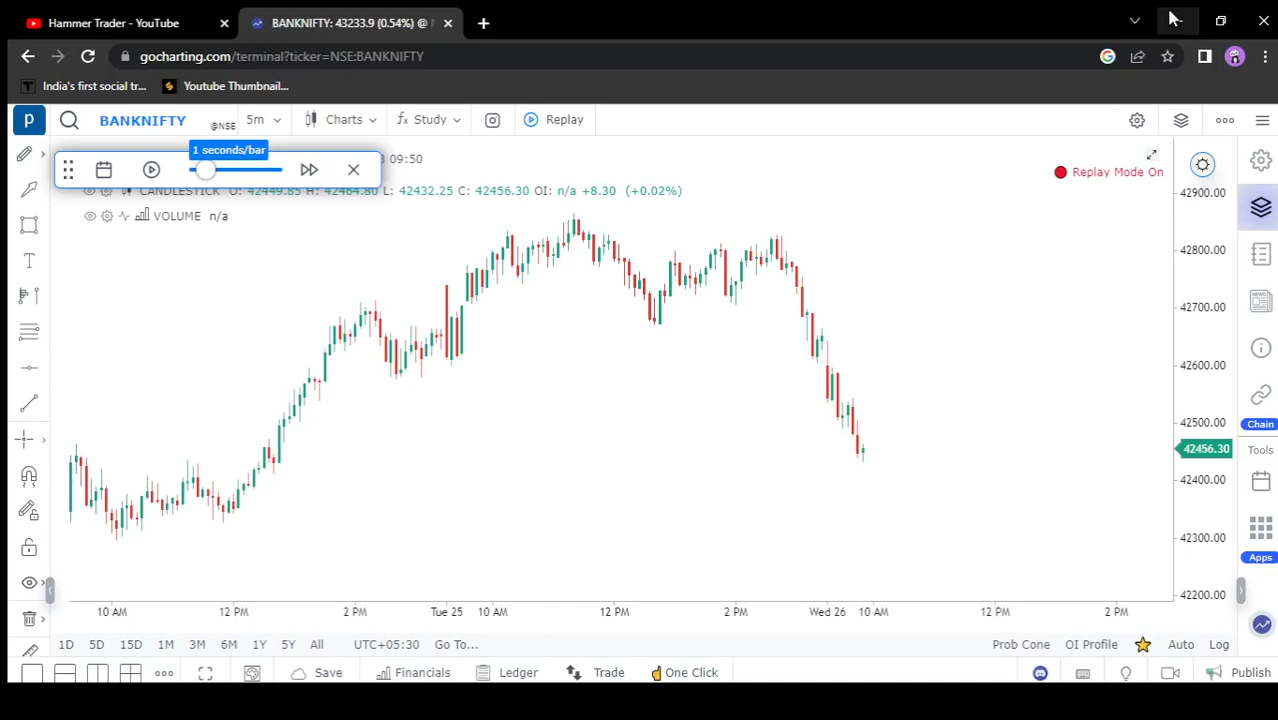 Hammer Trader - YouTube
BANKNIFTY: 43233.9 (0.54%) @
gocharting.com/terminal?ticker=NSE:BANKNIFTY
India's first social tr...
Youtube Thumbnail...
p
BANKNIFTY
@NSE
5m
Charts
fx Study
Replay
1 seconds/bar
09:50
Replay Mode On
CANDLESTICK O: 42449.85 H: 42464.80 L: 42432.25 C: 42456.30 OI: n/a +8.30 (+0.02%)
VOLUME n/a
42900.00
42800.00
42700.00
42600.00
42500.00
42456.30
42400.00
42300.00
42200.00
NEWS
Chain
Tools
Apps
10 AM
12 PM
2 PM
Tue 25
10 AM
12 PM
2 PM
Wed 26
10 AM
12 PM
2 PM
1D
5D
15D
1M
3M
6M
1Y
5Y
All
UTC+05:30
Go To...
Prob Cone
OI Profile
Auto
Log
Save
Financials
Ledger
Trade
One Click
Publish